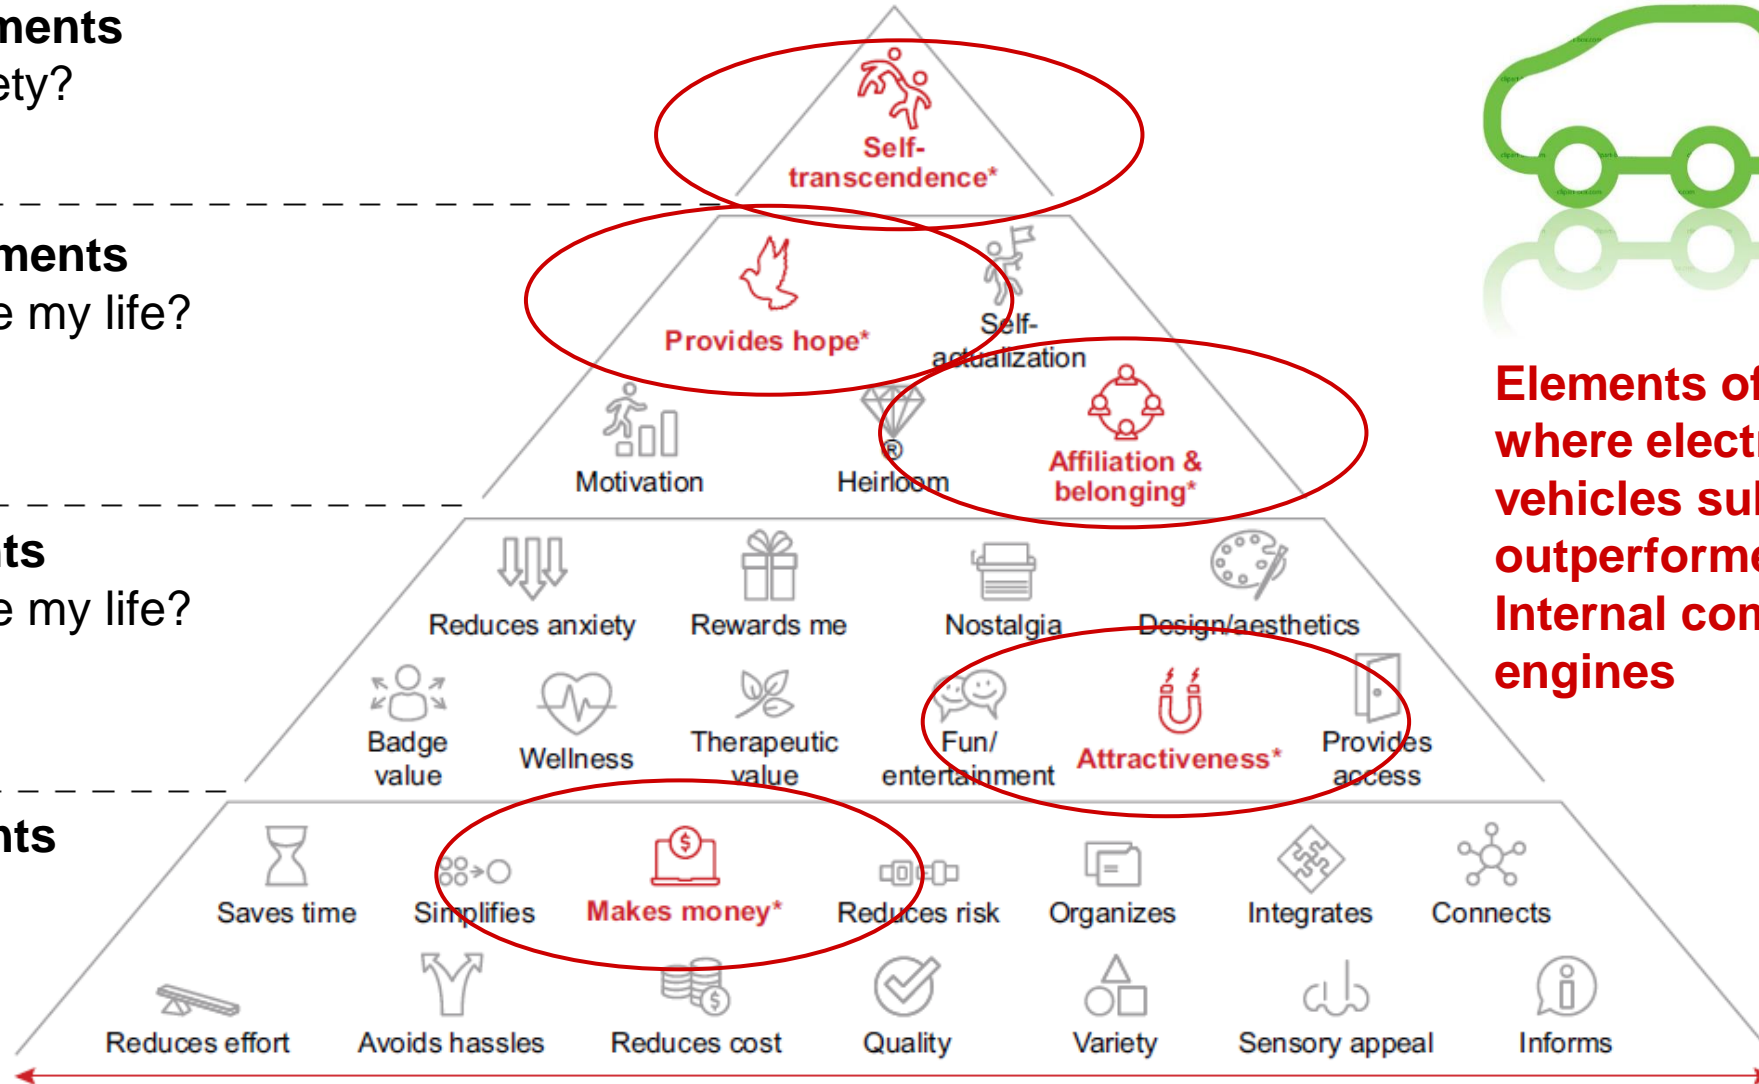 ments
ety?
Self-
transcendence*
ments
e my life?
Provides hope*
Self-
actualization
Motivation
®
Heirloom
Affiliation &
belonging*
Elements of
where electr
vehicles sul
outperforme
Internal con
engines
nts
e my life?
Reduces anxiety
Rewards me
Nostalgia
Design/aesthetics
Badge
value
Wellness
Therapeutic
value
Fun/
entertainment
Attractiveness*
Provides
access
nts
Saves time
Simplifies
Makes money*
Reduces risk
Organizes
Integrates
Connects
Reduces effort
Avoids hassles
Reduces cost
Quality
Variety
Sensory appeal
Informs